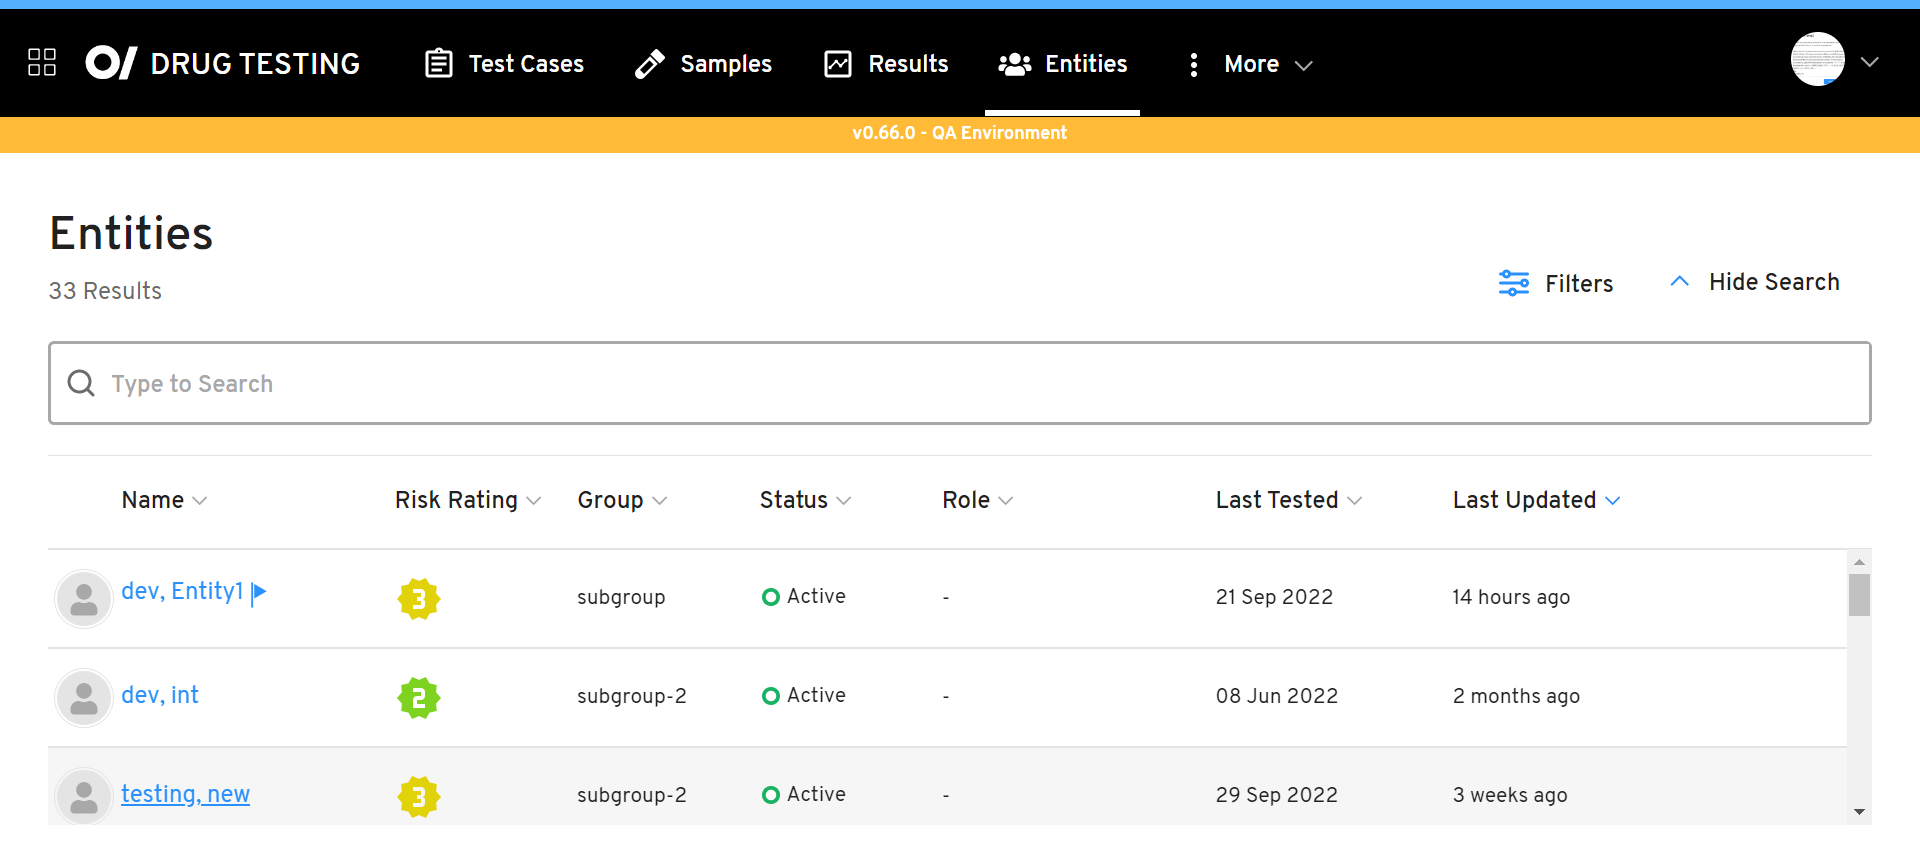 DRUG TESTING Test Cases Samples Results Entities More
v0.66.0 - QA Environment
Entities
33 Results
Filters Hide Search
Type to Search
Name Risk Rating Group Status Role Last Tested Last Updated
dev, Entity1 3 subgroup Active - 21 Sep 2022 14 hours ago
dev, int 2 subgroup-2 Active - 08 Jun 2022 2 months ago
testing, new 3 subgroup-2 Active - 29 Sep 2022 3 weeks ago